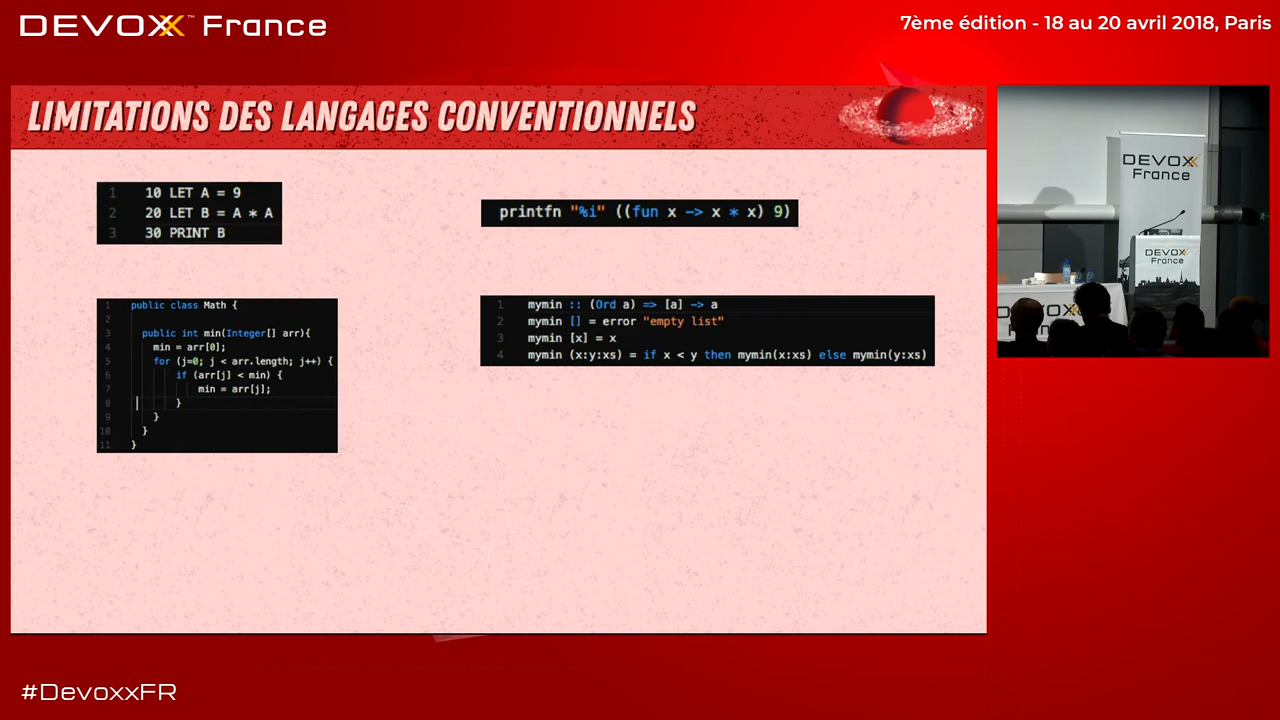 DEVOXX™ France
7ème édition - 18 au 20 avril 2018, Paris
LIMITATIONS DES LANGAGES CONVENTIONNELS
1 10 LET A = 9
2 20 LET B = A * A
3 30 PRINT B
printfn "%i" ((fun x -> x * x) 9)
1 public class Math {
2
3 public int min(Integer[] arr){
4 min = arr[0];
5 for (j=0; j < arr.length; j++) {
6 if (arr[j] < min) {
7 min = arr[j];
8 }
9 }
10 }
11 }
1 mymin :: (Ord a) => [a] -> a
2 mymin [] = error "empty list"
3 mymin [x] = x
4 mymin (x:y:xs) = if x < y then mymin(x:xs) else mymin(y:xs)
DEVOXX
France
DEVOXX
France
#DevoxxFR